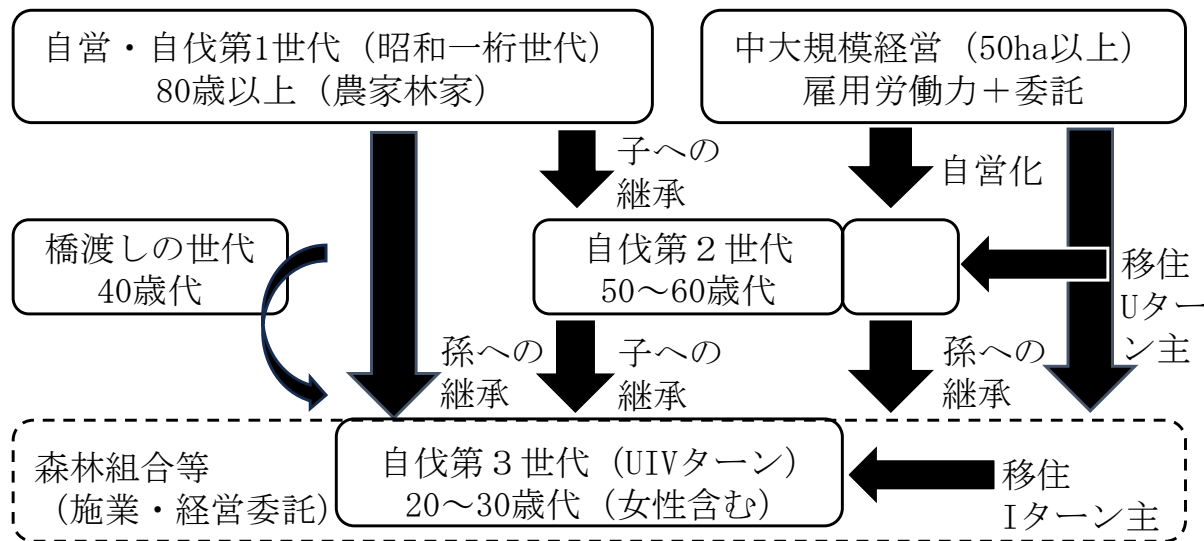 自営・自伐第1世代（昭和一桁世代）
80歳以上（農家林家）
中大規模経営（50ha以上）
雇用労働力＋委託
子への
継承
自営化
橋渡しの世代
40歳代
自伐第２世代
50～60歳代
移住
Uター
ン主
孫への
継承
子への
継承
孫への
継承
森林組合等
（施業・経営委託）
自伐第３世代（UIVターン）
20～30歳代（女性含む）
移住
Iターン主